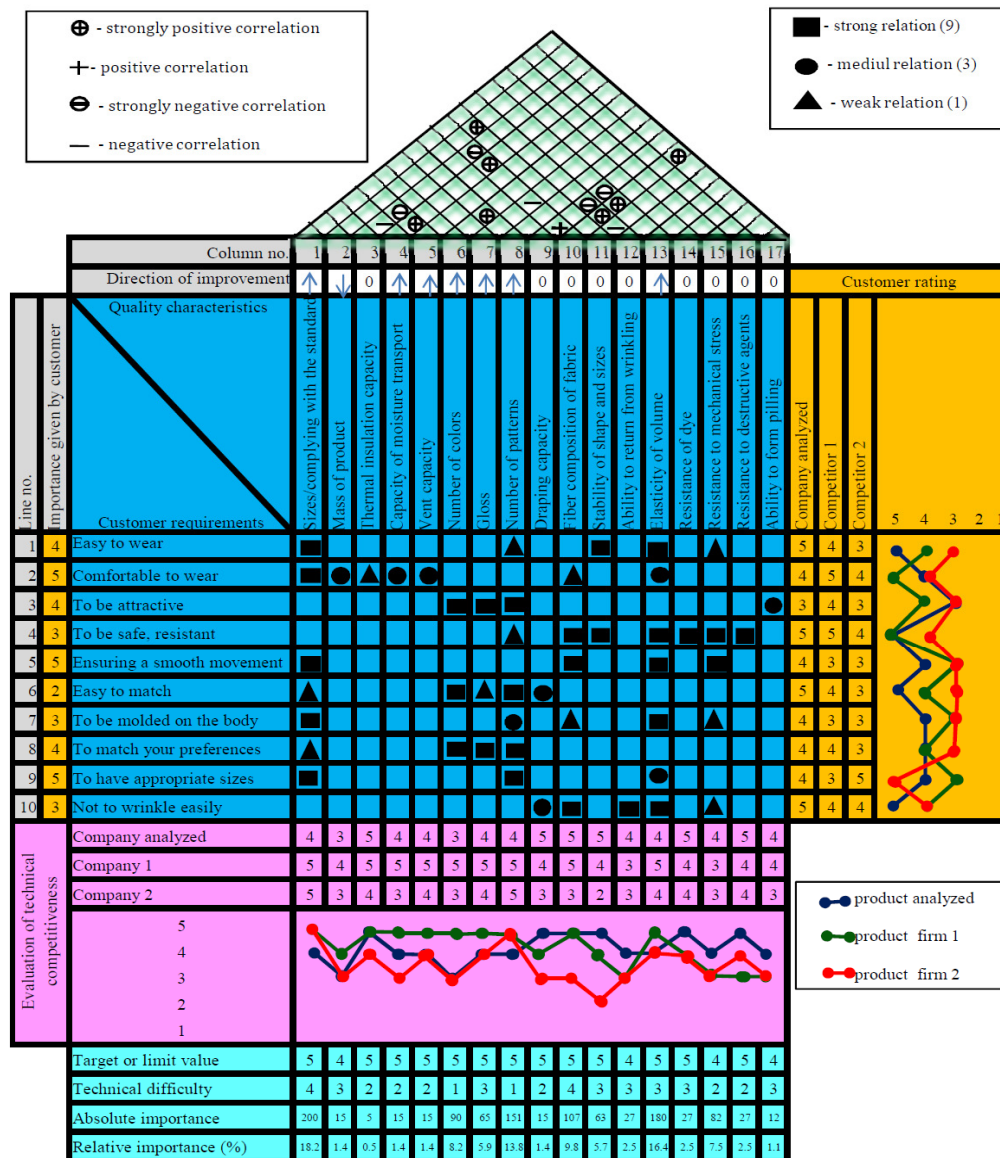 ⊕ - strongly positive correlation
+ - positive correlation
⊖ - strongly negative correlation
— - negative correlation
■ - strong relation (9)
● - mediul relation (3)
▲ - weak relation (1)
Column no. 1 2 3 4 5 6 7 8 9 10 11 12 13 14 15 16 17
Direction of improvement ↑ ↓ 0 ↑ ↑ ↑ ↑ ↑ 0 0 0 0 ↑ 0 0 0 0
Customer rating
Line no.
Importance given by customer
Quality characteristics
Customer requirements
Sizes/complying with the standard
Mass of product
Thermal insulation capacity
Capacity of moisture transport
Vent capacity
Number of colors
Gloss
Number of patterns
Draping capacity
Fiber composition of fabric
Stability of shape and sizes
Ability to return from wrinkling
Elasticity of volume
Resistance of dye
Resistance to mechanical stress
Resistance to destructive agents
Ability to form pilling
Company analyzed
Competitor 1
Competitor 2
5 4 3 2 1
1 4 Easy to wear 5 4 3
2 5 Comfortable to wear 4 5 4
3 4 To be attractive 3 4 3
4 3 To be safe, resistant 5 5 4
5 5 Ensuring a smooth movement 4 3 3
6 2 Easy to match 5 4 3
7 3 To be molded on the body 4 3 3
8 4 To match your preferences 4 4 3
9 5 To have appropriate sizes 4 3 5
10 3 Not to wrinkle easily 5 4 4
Evaluation of technical
competitiveness
Company analyzed 4 3 5 4 4 3 4 4 5 5 5 4 4 5 4 5 4
Company 1 5 4 5 5 5 5 5 5 4 5 4 3 5 4 3 4 4
Company 2 5 3 4 3 4 3 4 5 3 3 2 3 4 4 3 4 3
5
4
3
2
1
product analyzed
product firm 1
product firm 2
Target or limit value 5 4 5 5 5 5 5 5 5 5 5 4 5 5 4 5 4
Technical difficulty 4 3 2 2 2 1 3 1 2 4 3 3 3 3 2 2 3
Absolute importance 200 15 5 15 15 90 65 151 15 107 63 27 180 27 82 27 12
Relative importance (%) 18.2 1.4 0.5 1.4 1.4 8.2 5.9 13.8 1.4 9.8 5.7 2.5 16.4 2.5 7.5 2.5 1.1